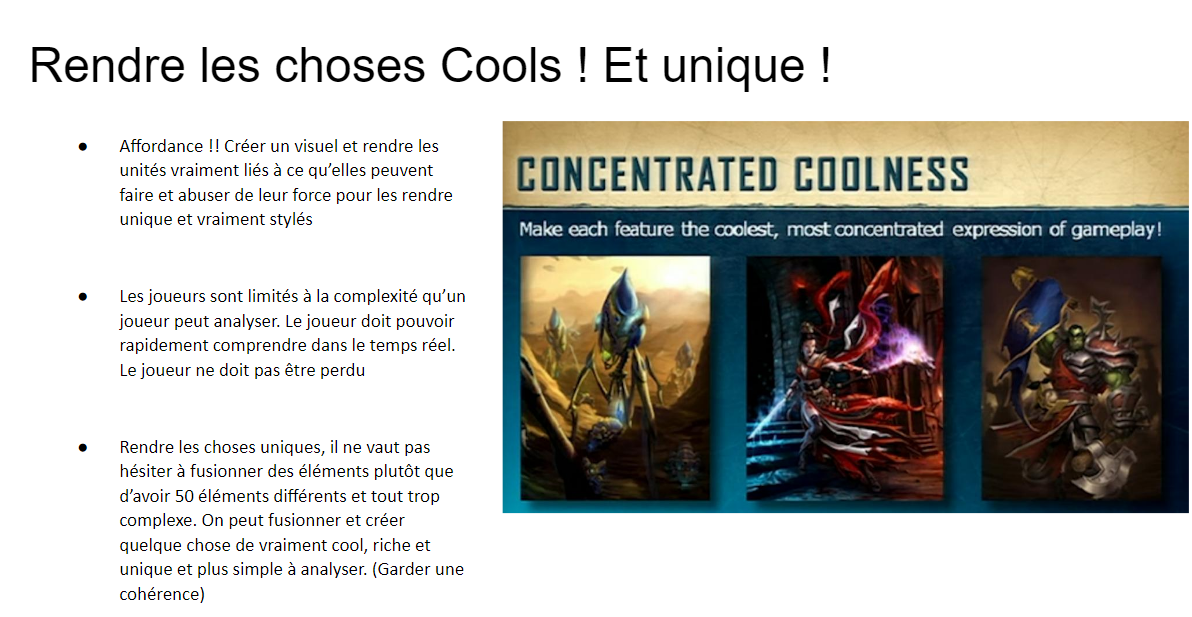 Rendre les choses Cools ! Et unique !
● Affordance !! Créer un visuel et rendre les
unités vraiment liés à ce qu’elles peuvent
faire et abuser de leur force pour les rendre
unique et vraiment stylés
● Les joueurs sont limités à la complexité qu’un
joueur peut analyser. Le joueur doit pouvoir
rapidement comprendre dans le temps réel.
Le joueur ne doit pas être perdu
● Rendre les choses uniques, il ne vaut pas
hésiter à fusionner des éléments plutôt que
d’avoir 50 éléments différents et tout trop
complexe. On peut fusionner et créer
quelque chose de vraiment cool, riche et
unique et plus simple à analyser. (Garder une
cohérence)
CONCENTRATED COOLNESS
Make each feature the coolest, most concentrated expression of gameplay!